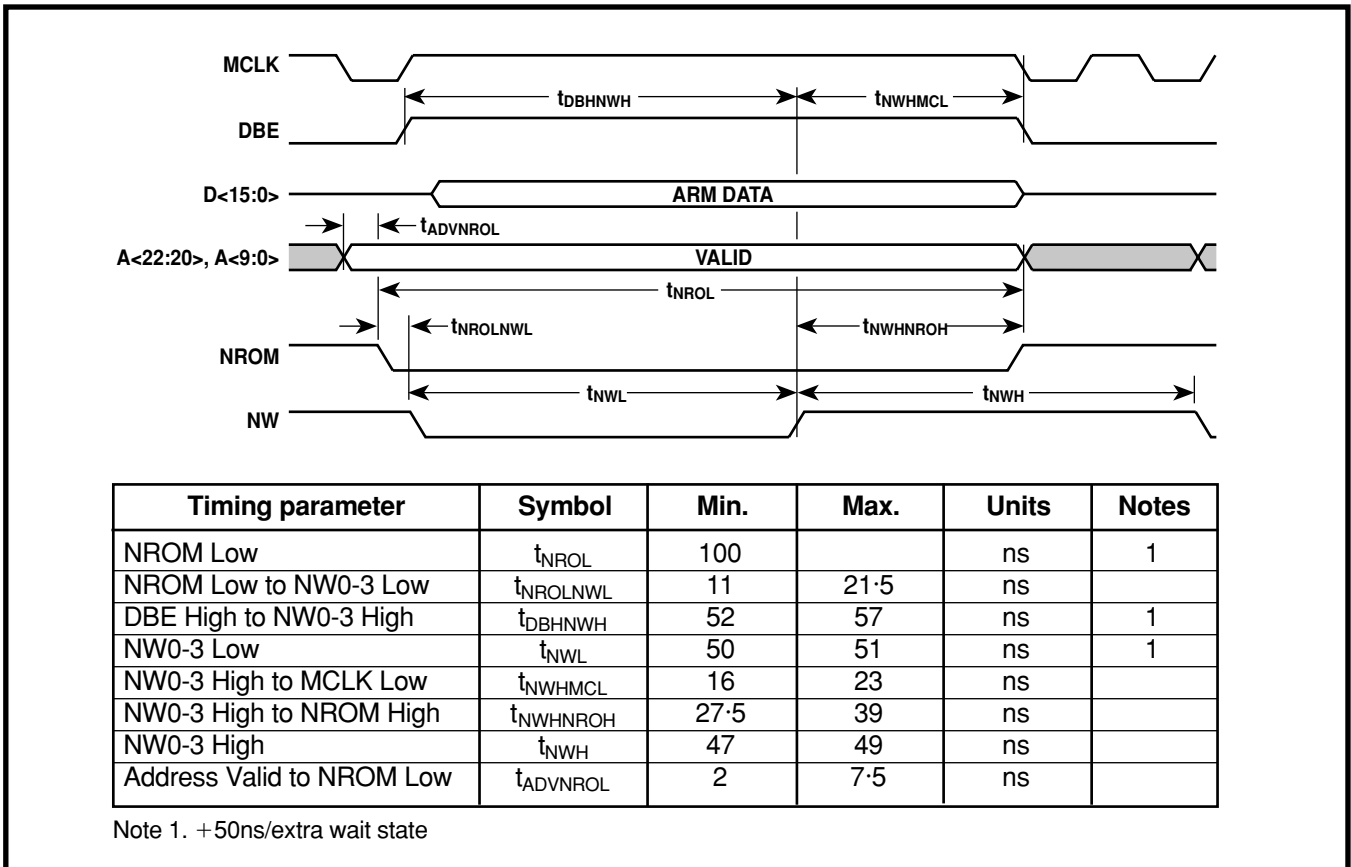 MCLK
tDBHNWH
tNWHMCL
DBE
D<15:0>
ARM DATA
tADVNROL
A<22:20>, A<9:0>
VALID
tNROL
tNROLNWL
tNWHNROH
NROM
tNWL
tNWH
NW
Timing parameter Symbol Min. Max. Units Notes
NROM Low tNROL 100 ns 1
NROM Low to NW0-3 Low tNROLNWL 11 21·5 ns
DBE High to NW0-3 High tDBHNWH 52 57 ns 1
NW0-3 Low tNWL 50 51 ns 1
NW0-3 High to MCLK Low tNWHMCL 16 23 ns
NW0-3 High to NROM High tNWHNROH 27·5 39 ns
NW0-3 High tNWH 47 49 ns
Address Valid to NROM Low tADVNROL 2 7·5 ns
Note 1. +50ns/extra wait state